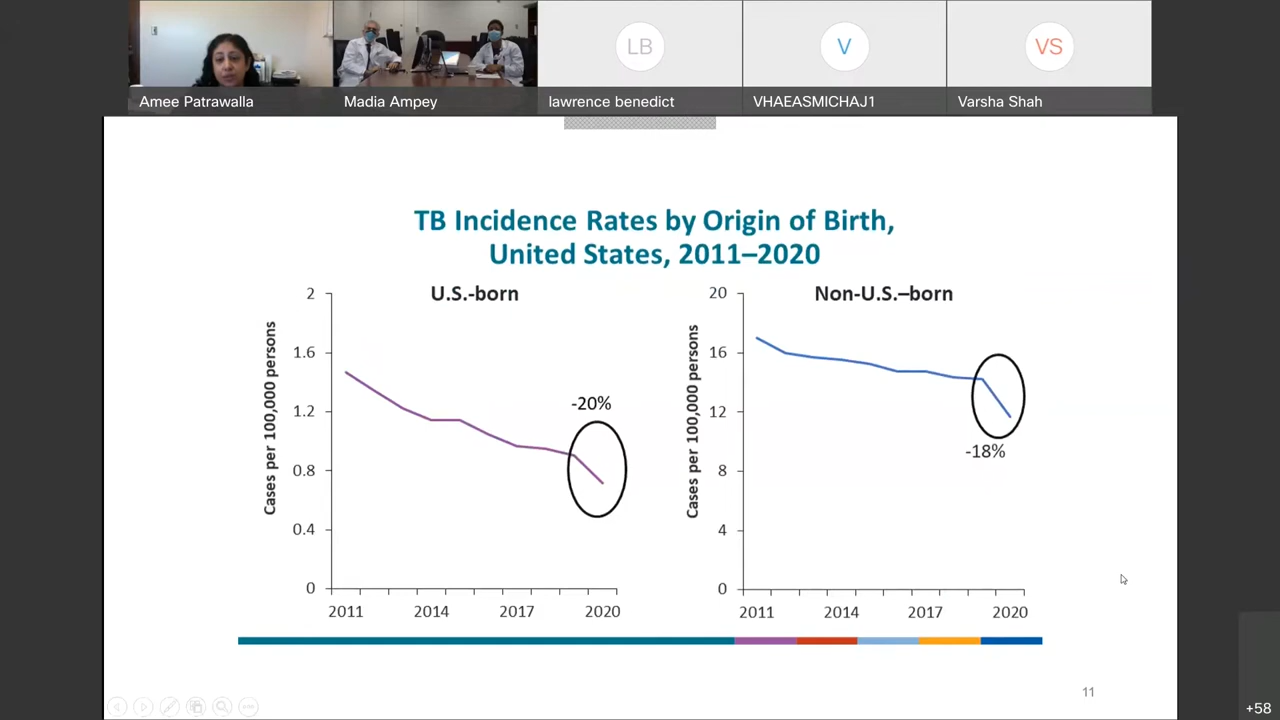 LB
V
VS
Amee Patrawalla
Madia Ampey
lawrence benedict
VHAEASMICHAJ1
Varsha Shah
TB Incidence Rates by Origin of Birth,
United States, 2011–2020
U.S.-born
Cases per 100,000 persons
2
1.6
1.2
0.8
0.4
0
-20%
2011
2014
2017
2020
Non-U.S.–born
Cases per 100,000 persons
20
16
12
8
4
0
-18%
2011
2014
2017
2020
11
+58